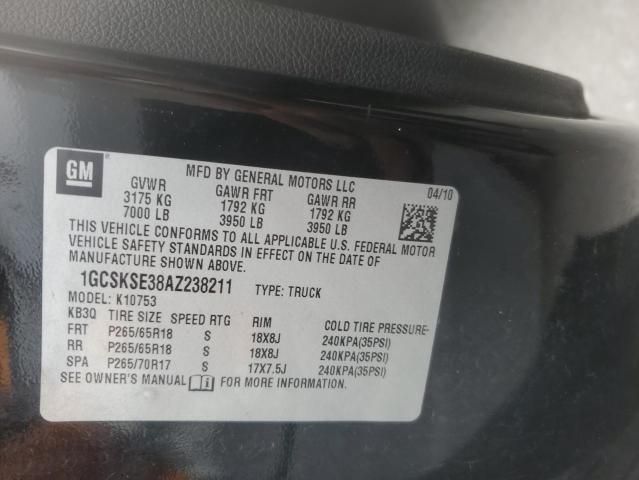 GM
MFD BY GENERAL MOTORS LLC
04/10
GVWR GAWR FRT GAWR RR
3175 KG 1792 KG 1792 KG
7000 LB 3950 LB 3950 LB
THIS VEHICLE CONFORMS TO ALL APPLICABLE U.S. FEDERAL MOTOR
VEHICLE SAFETY STANDARDS IN EFFECT ON THE DATE OF
MANUFACTURE SHOWN ABOVE.
1GCSKSE38AZ238211 TYPE: TRUCK
MODEL: K10753
KB3Q TIRE SIZE SPEED RTG RIM COLD TIRE PRESSURE
FRT P265/65R18 S 18X8J 240KPA(35PSI)
RR P265/65R18 S 18X8J 240KPA(35PSI)
SPA P265/70R17 S 17X7.5J 240KPA(35PSI)
SEE OWNER'S MANUAL FOR MORE INFORMATION.